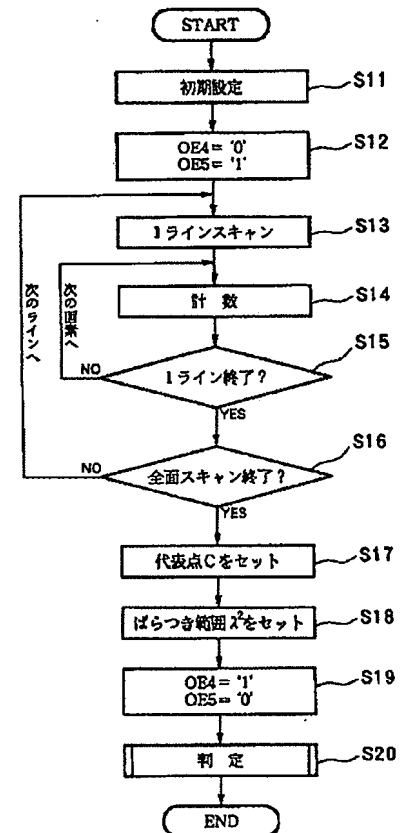 START
初期設定
S11
OE4= '0'
OE5= '1'
S12
1ラインスキャン
S13
計 数
S14
次のラインへ
次の画素へ
1ライン終了?
S15
NO
YES
全面スキャン終了?
S16
NO
YES
代表点Cをセット
S17
ばらつき範囲λ²をセット
S18
OE4= '1'
OE5= '0'
S19
判 定
S20
END